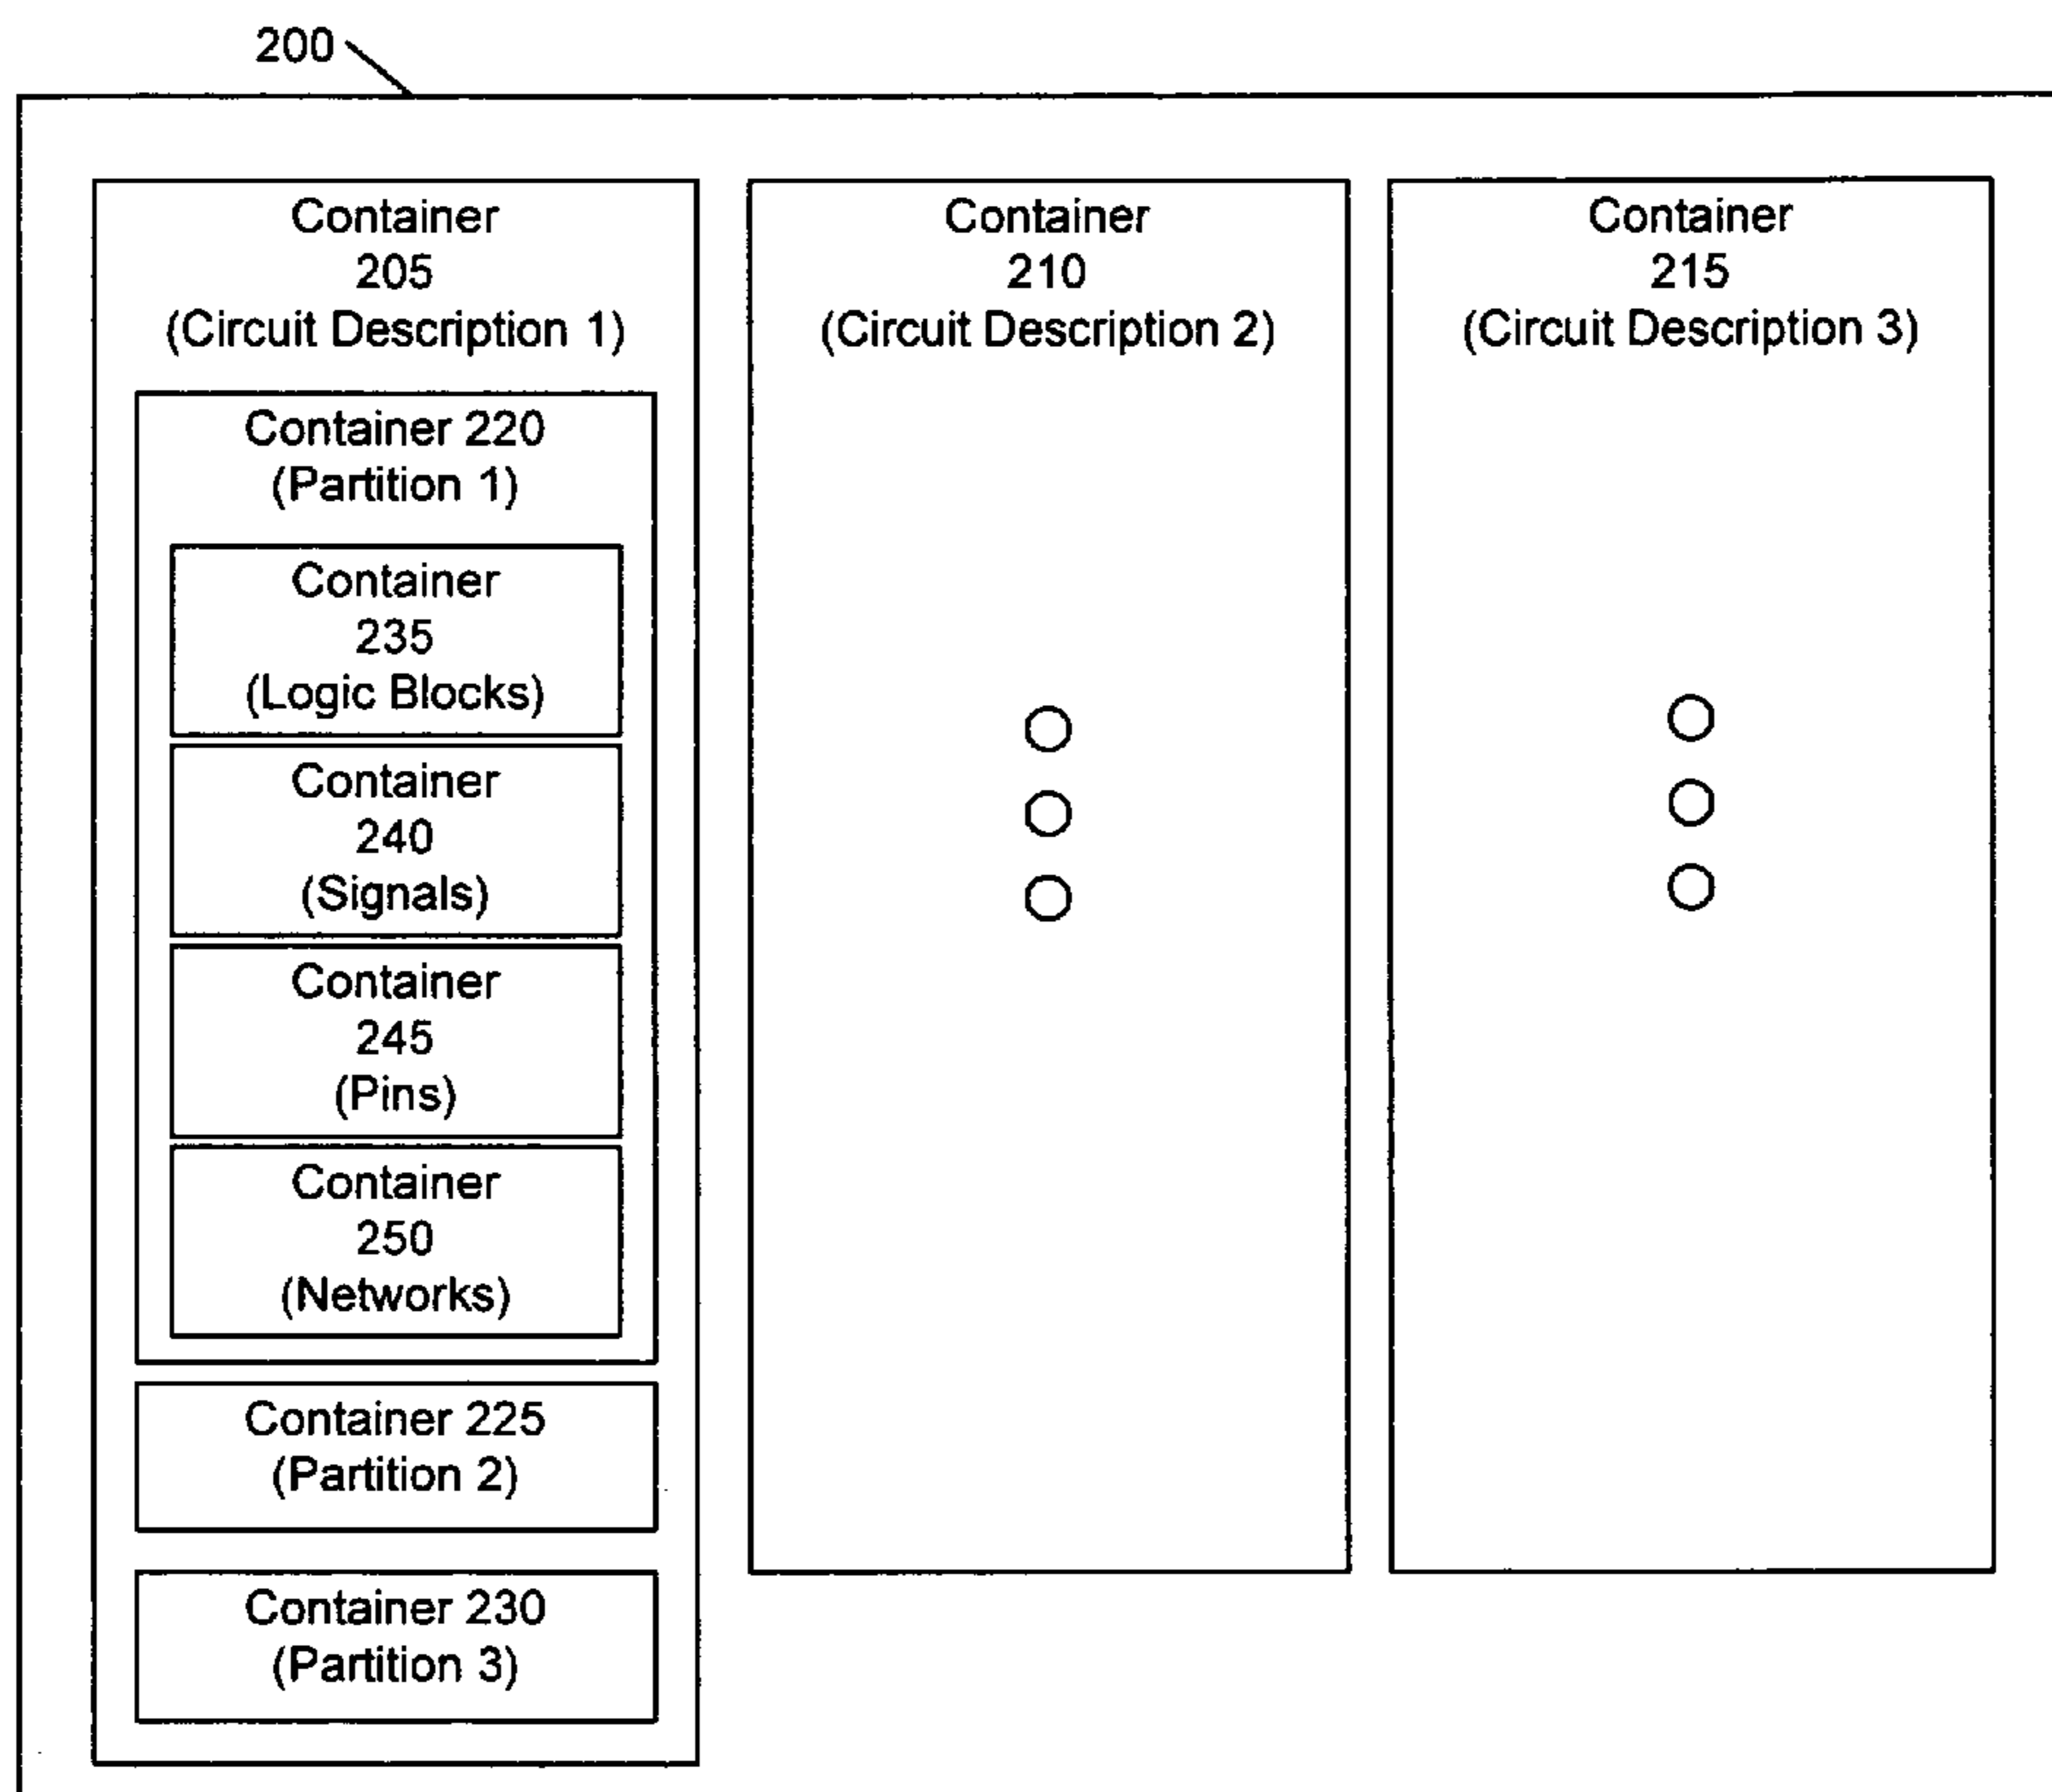 200
Container
205
(Circuit Description 1)
Container 220
(Partition 1)
Container
235
(Logic Blocks)
Container
240
(Signals)
Container
245
(Pins)
Container
250
(Networks)
Container 225
(Partition 2)
Container 230
(Partition 3)
Container
210
(Circuit Description 2)
Container
215
(Circuit Description 3)